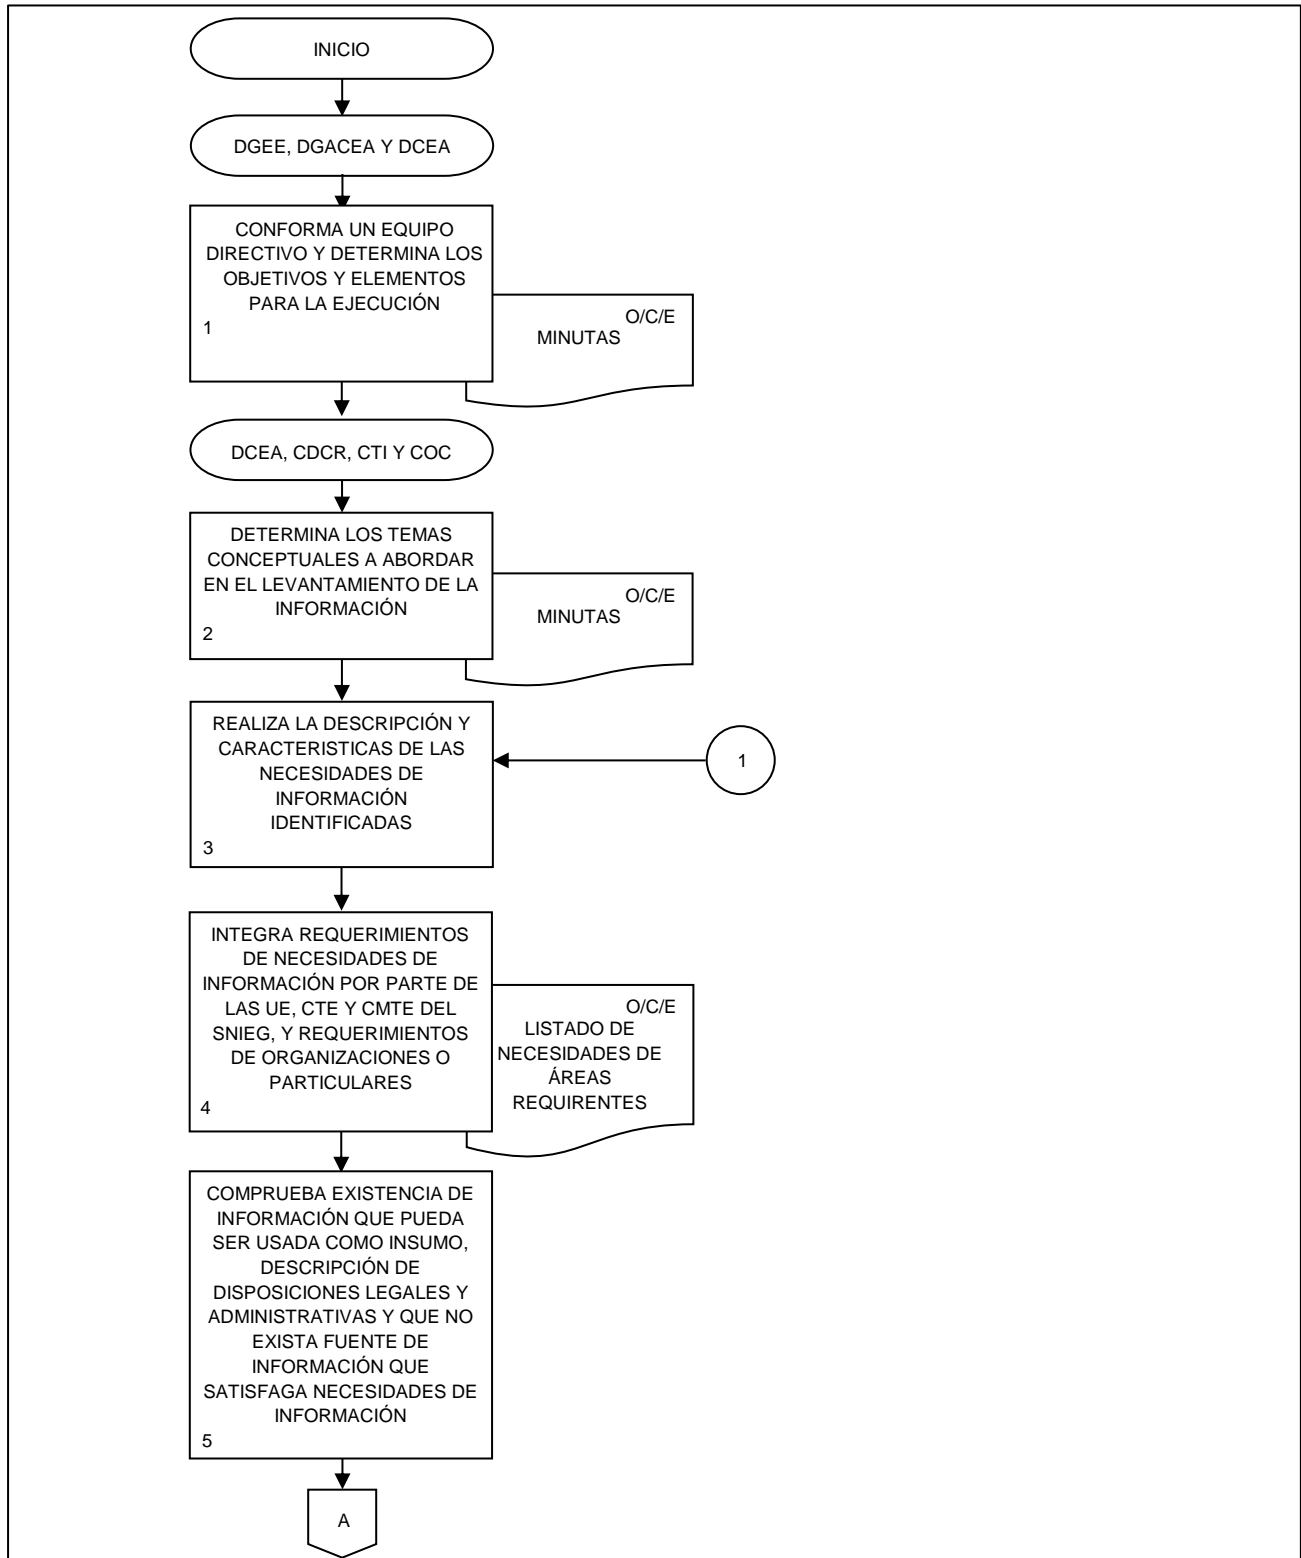 INICIO
DGEE, DGACEA Y DCEA
CONFORMA UN EQUIPO
DIRECTIVO Y DETERMINA LOS
OBJETIVOS Y ELEMENTOS
PARA LA EJECUCIÓN
1
O/C/E
MINUTAS
DCEA, CDCR, CTI Y COC
DETERMINA LOS TEMAS
CONCEPTUALES A ABORDAR
EN EL LEVANTAMIENTO DE LA
INFORMACIÓN
2
O/C/E
MINUTAS
REALIZA LA DESCRIPCIÓN Y
CARACTERISTICAS DE LAS
NECESIDADES DE
INFORMACIÓN
IDENTIFICADAS
3
1
INTEGRA REQUERIMIENTOS
DE NECESIDADES DE
INFORMACIÓN POR PARTE DE
LAS UE, CTE Y CMTE DEL
SNIEG, Y REQUERIMIENTOS
DE ORGANIZACIONES O
PARTICULARES
4
O/C/E
LISTADO DE
NECESIDADES DE
ÁREAS
REQUIRENTES
COMPRUEBA EXISTENCIA DE
INFORMACIÓN QUE PUEDA
SER USADA COMO INSUMO,
DESCRIPCIÓN DE
DISPOSICIONES LEGALES Y
ADMINISTRATIVAS Y QUE NO
EXISTA FUENTE DE
INFORMACIÓN QUE
SATISFAGA NECESIDADES DE
INFORMACIÓN
5
A